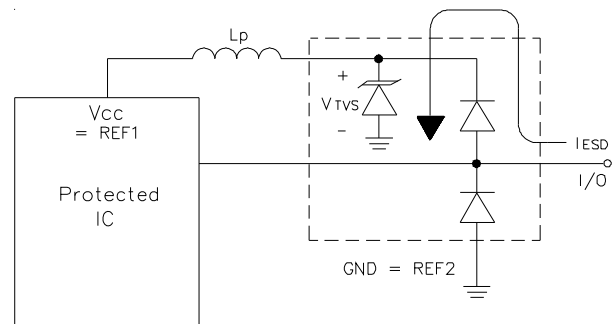 Lp
+
VTVS
-
VCC
= REF1
Protected
IC
IESD
I/O
GND = REF2